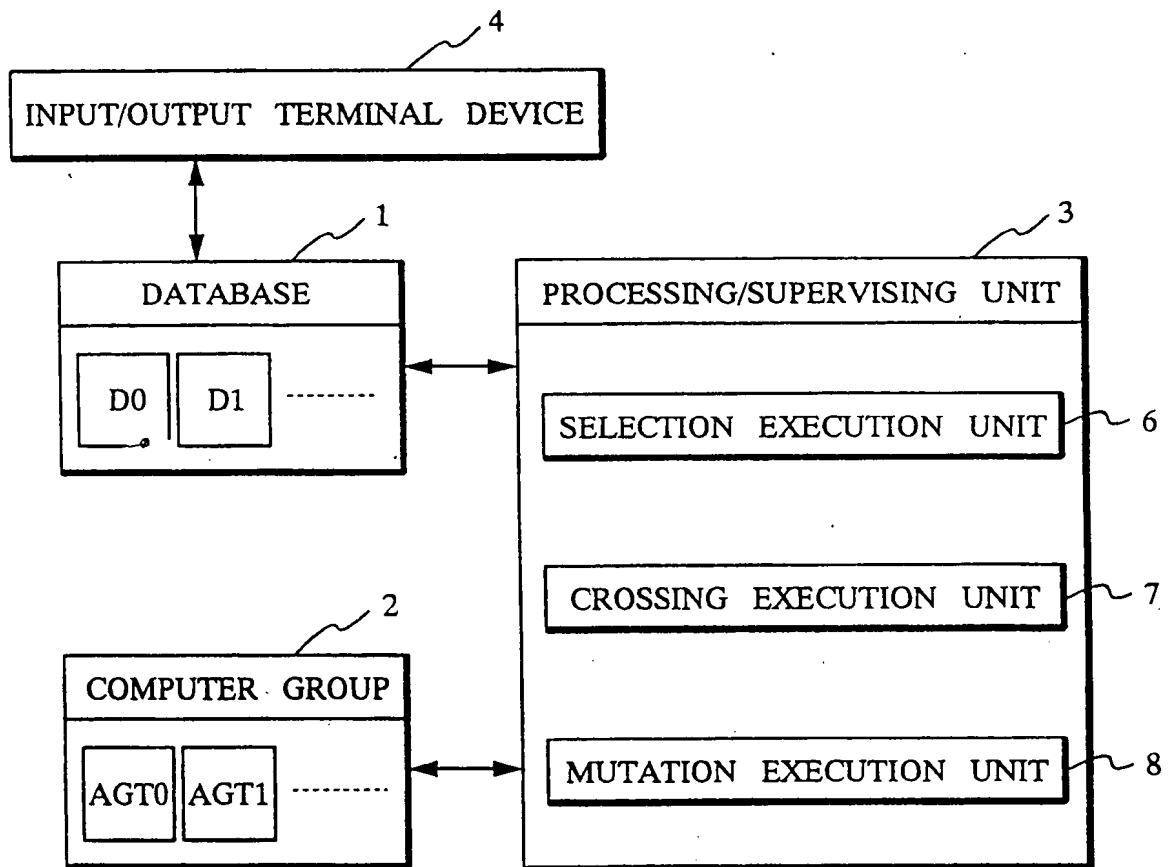 4
INPUT/OUTPUT TERMINAL DEVICE
1
DATABASE
D0 D1
3
PROCESSING/SUPERVISING UNIT
SELECTION EXECUTION UNIT 6
CROSSING EXECUTION UNIT 7
2
COMPUTER GROUP
AGT0 AGT1
MUTATION EXECUTION UNIT 8